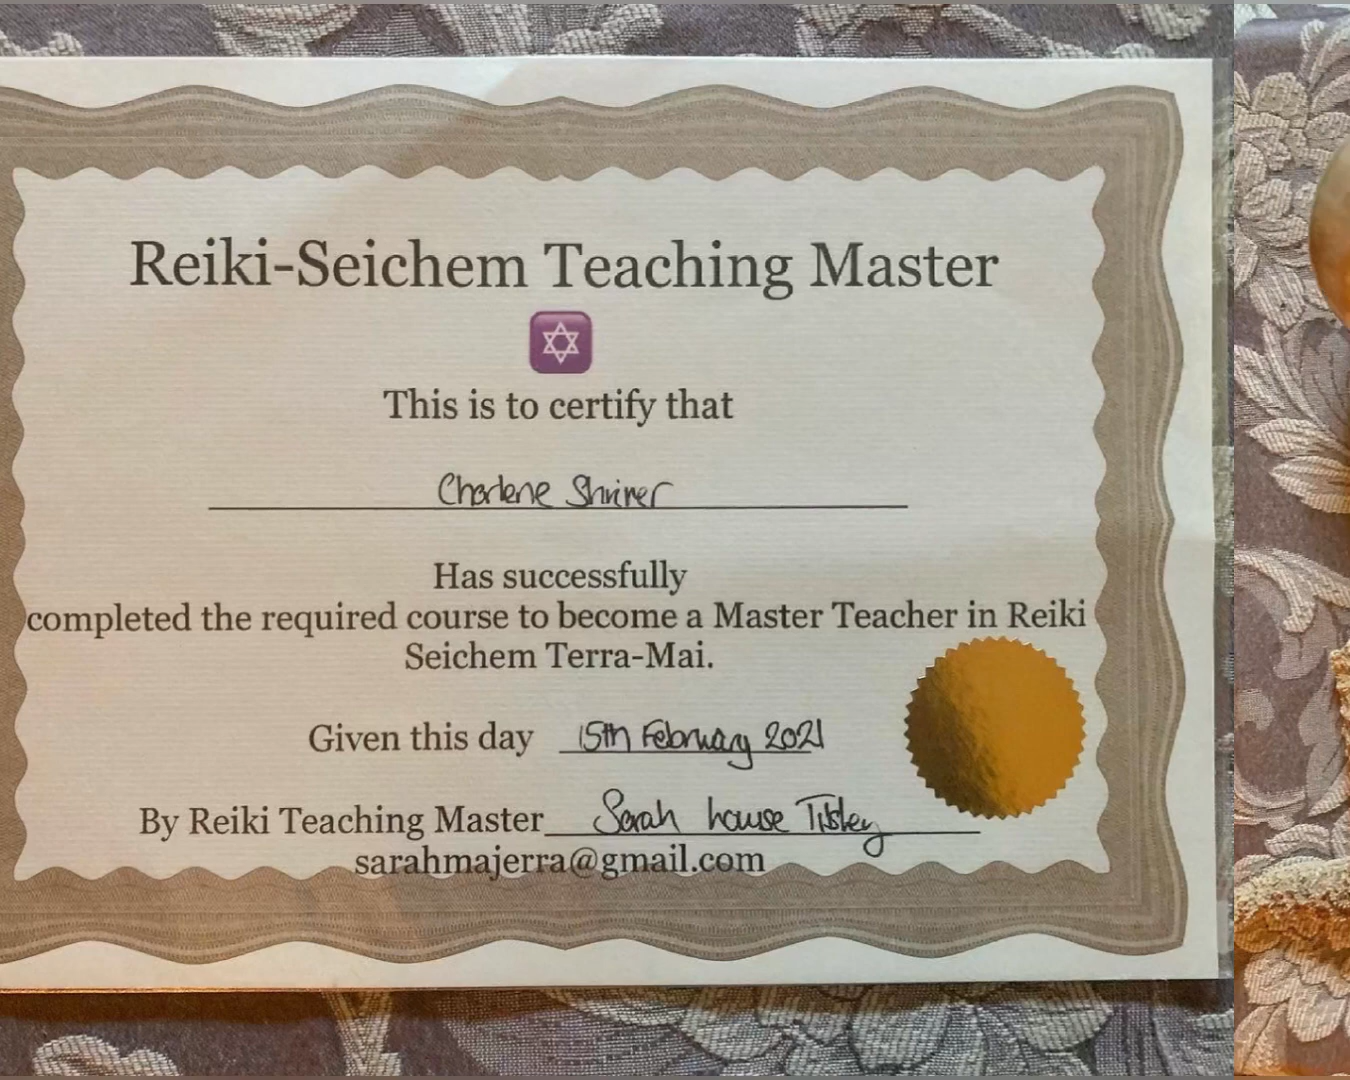 Reiki-Seichem Teaching Master
This is to certify that
Charlene Shriner
Has successfully
completed the required course to become a Master Teacher in Reiki
Seichem Terra-Mai.
Given this day 15th February 2021
By Reiki Teaching Master Sarah house
sarahmajerra@gmail.com